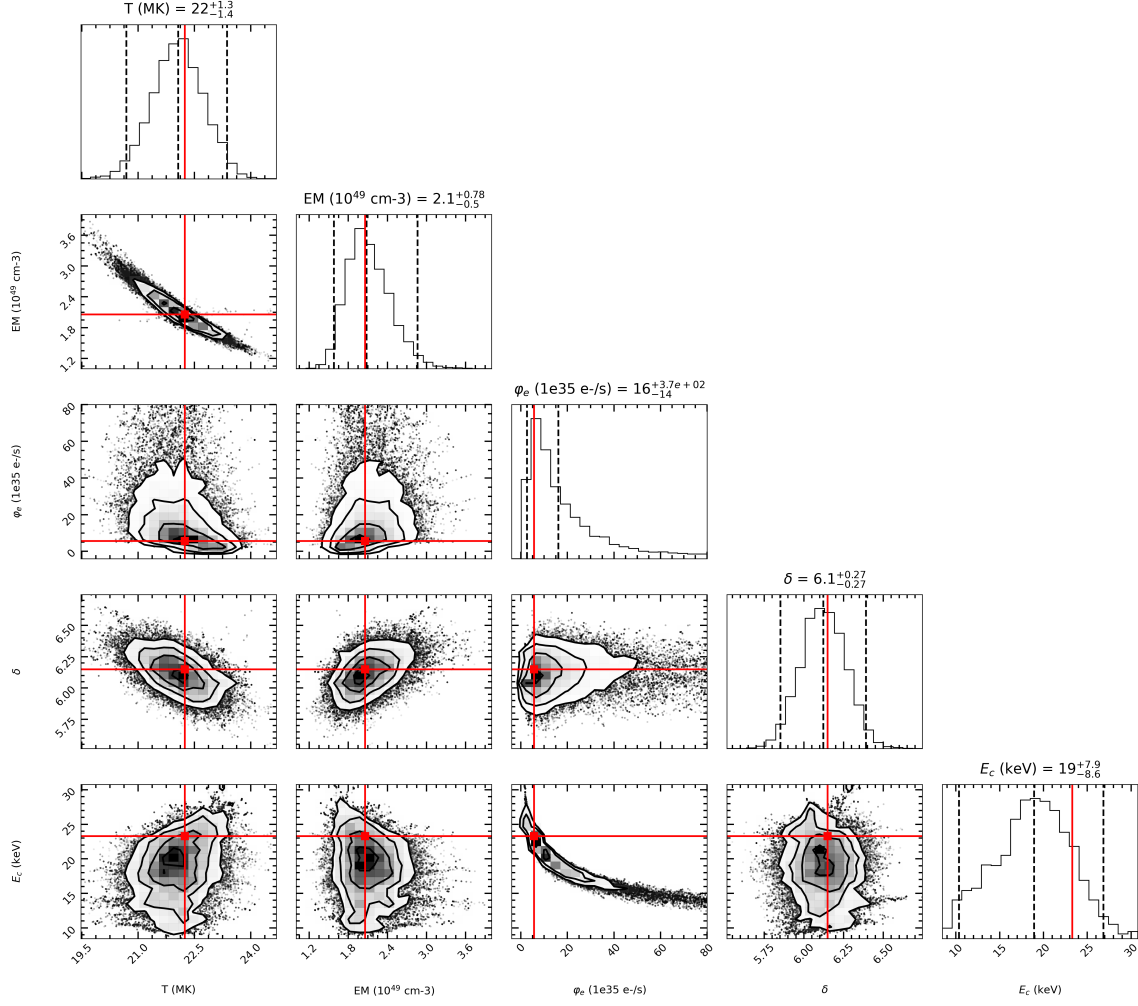 T (MK) = 22+1.3−1.4
EM (10^49 cm-3) = 2.1+0.78−0.5
φe (1e35 e-/s) = 16+3.7e+02−14
δ = 6.1+0.27−0.27
Ec (keV) = 19+7.9−8.6
EM (10^49 cm-3)
3.6
3.0
2.4
1.8
1.2
φe (1e35 e-/s)
80
60
40
20
0
δ
6.50
6.25
6.00
5.75
Ec (keV)
30
25
20
15
10
19.5 21.0 22.5 24.0
1.2 1.8 2.4 3.0 3.6
0 20 40 60 80
5.75 6.00 6.25 6.50
10 15 20 25 30
T (MK) EM (10^49 cm-3) φe (1e35 e-/s) δ Ec (keV)